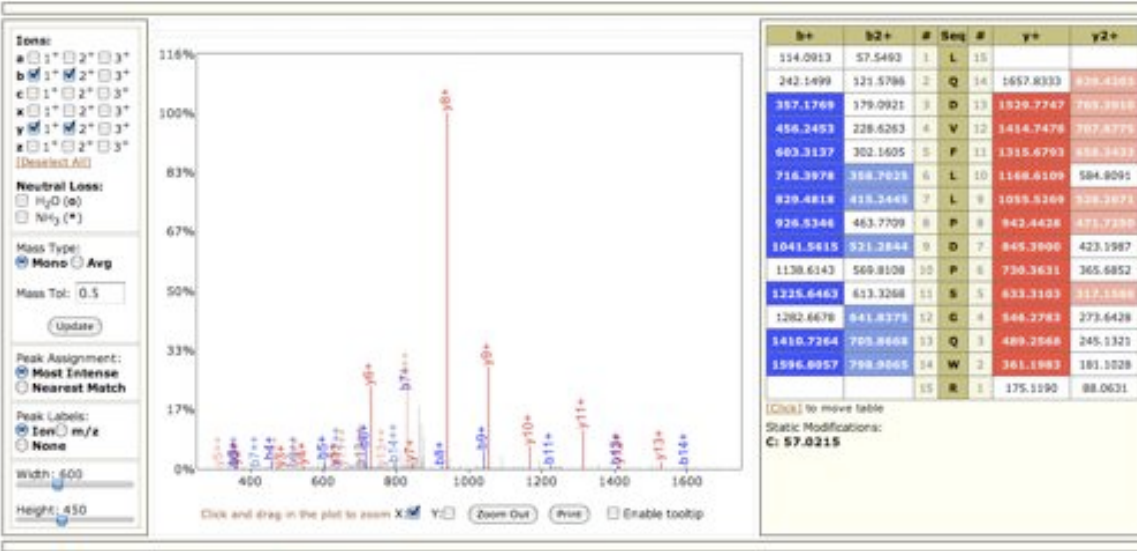 Ions:
a 1+ 2+ 3+
b 1+ 2+ 3+
c 1+ 2+ 3+
x 1+ 2+ 3+
y 1+ 2+ 3+
z 1+ 2+ 3+
[Deselect All]
Neutral Loss:
H2O (o)
NH3 (*)
Mass Type:
Mono Avg
Mass Tol: 0.5
Update
Peak Assignment:
Most Intense
Nearest Match
Peak Labels:
Ion m/z
None
Width: 600
Height: 450
116%
100%
83%
67%
50%
33%
17%
0%
y8+
y9+
y6+
b7+
y11+
y10+
b9+
b8+
b11+
y13+
b14+
y7+
b5+
b4+
b7++
y5++
b14++
400 600 800 1000 1200 1400 1600
Click and drag in the plot to zoom X: Y: Zoom Out Print Enable tooltip
b+ b2+ # Seq # y+ y2+
114.0913 57.5493 1 L 15
242.1499 121.5786 2 Q 14 1657.8333
357.1769 179.0921 3 D 13 1529.7747
456.2453 228.6263 4 V 12 1414.7478
603.3137 302.1605 5 F 11 1315.6793
716.3978 358.7025 6 L 10 1168.6109 584.8091
829.4818 415.2445 7 L 9 1055.5269
926.5346 463.7709 8 P 8 942.4428
1041.5615 521.2844 9 D 7 845.3900 423.1987
1138.6143 569.8108 10 P 6 730.3631 365.6852
1225.6463 613.3268 11 S 5 633.3103
1282.6678 641.8375 12 G 4 546.2783 273.6428
1410.7264 705.8668 13 Q 3 489.2568 245.1321
1596.8057 798.9065 14 W 2 361.1983 181.1028
15 R 1 175.1190 88.0631
[Click] to move table
Static Modifications:
C: 57.0215